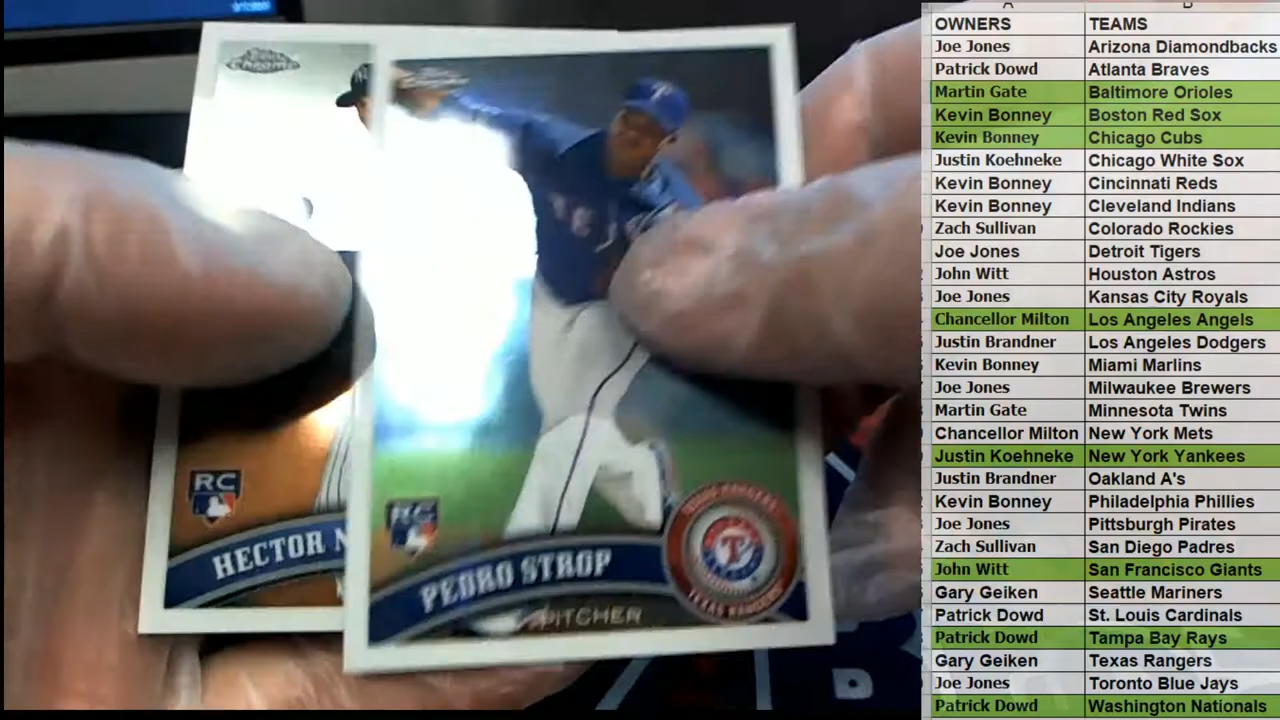 Topps
CHROME
CHROME
RC
HECTOR N
RC
PEDRO STROP
PITCHER
TEXAS RANGERS
T
A B
OWNERS TEAMS
Joe Jones Arizona Diamondbacks
Patrick Dowd Atlanta Braves
Martin Gate Baltimore Orioles
Kevin Bonney Boston Red Sox
Kevin Bonney Chicago Cubs
Justin Koehneke Chicago White Sox
Kevin Bonney Cincinnati Reds
Kevin Bonney Cleveland Indians
Zach Sullivan Colorado Rockies
Joe Jones Detroit Tigers
John Witt Houston Astros
Joe Jones Kansas City Royals
Chancellor Milton Los Angeles Angels
Justin Brandner Los Angeles Dodgers
Kevin Bonney Miami Marlins
Joe Jones Milwaukee Brewers
Martin Gate Minnesota Twins
Chancellor Milton New York Mets
Justin Koehneke New York Yankees
Justin Brandner Oakland A's
Kevin Bonney Philadelphia Phillies
Joe Jones Pittsburgh Pirates
Zach Sullivan San Diego Padres
John Witt San Francisco Giants
Gary Geiken Seattle Mariners
Patrick Dowd St. Louis Cardinals
Patrick Dowd Tampa Bay Rays
Gary Geiken Texas Rangers
Joe Jones Toronto Blue Jays
Patrick Dowd Washington Nationals